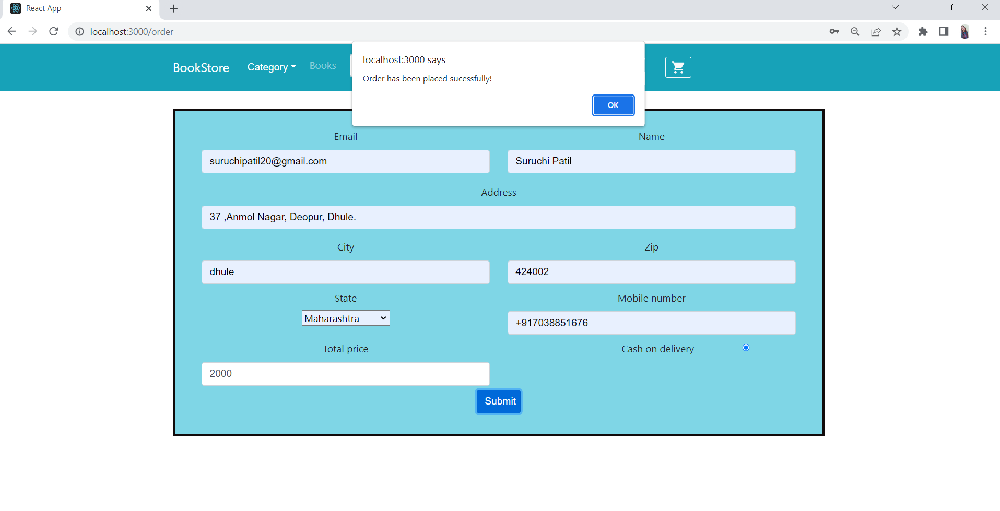 React App
localhost:3000/order
BookStore
Category
Books
localhost:3000 says
Order has been placed sucessfully!
OK
Email
Name
suruchipatil20@gmail.com
Suruchi Patil
Address
37 ,Anmol Nagar, Deopur, Dhule.
City
Zip
dhule
424002
State
Mobile number
Maharashtra
+917038851676
Total price
Cash on delivery
2000
Submit